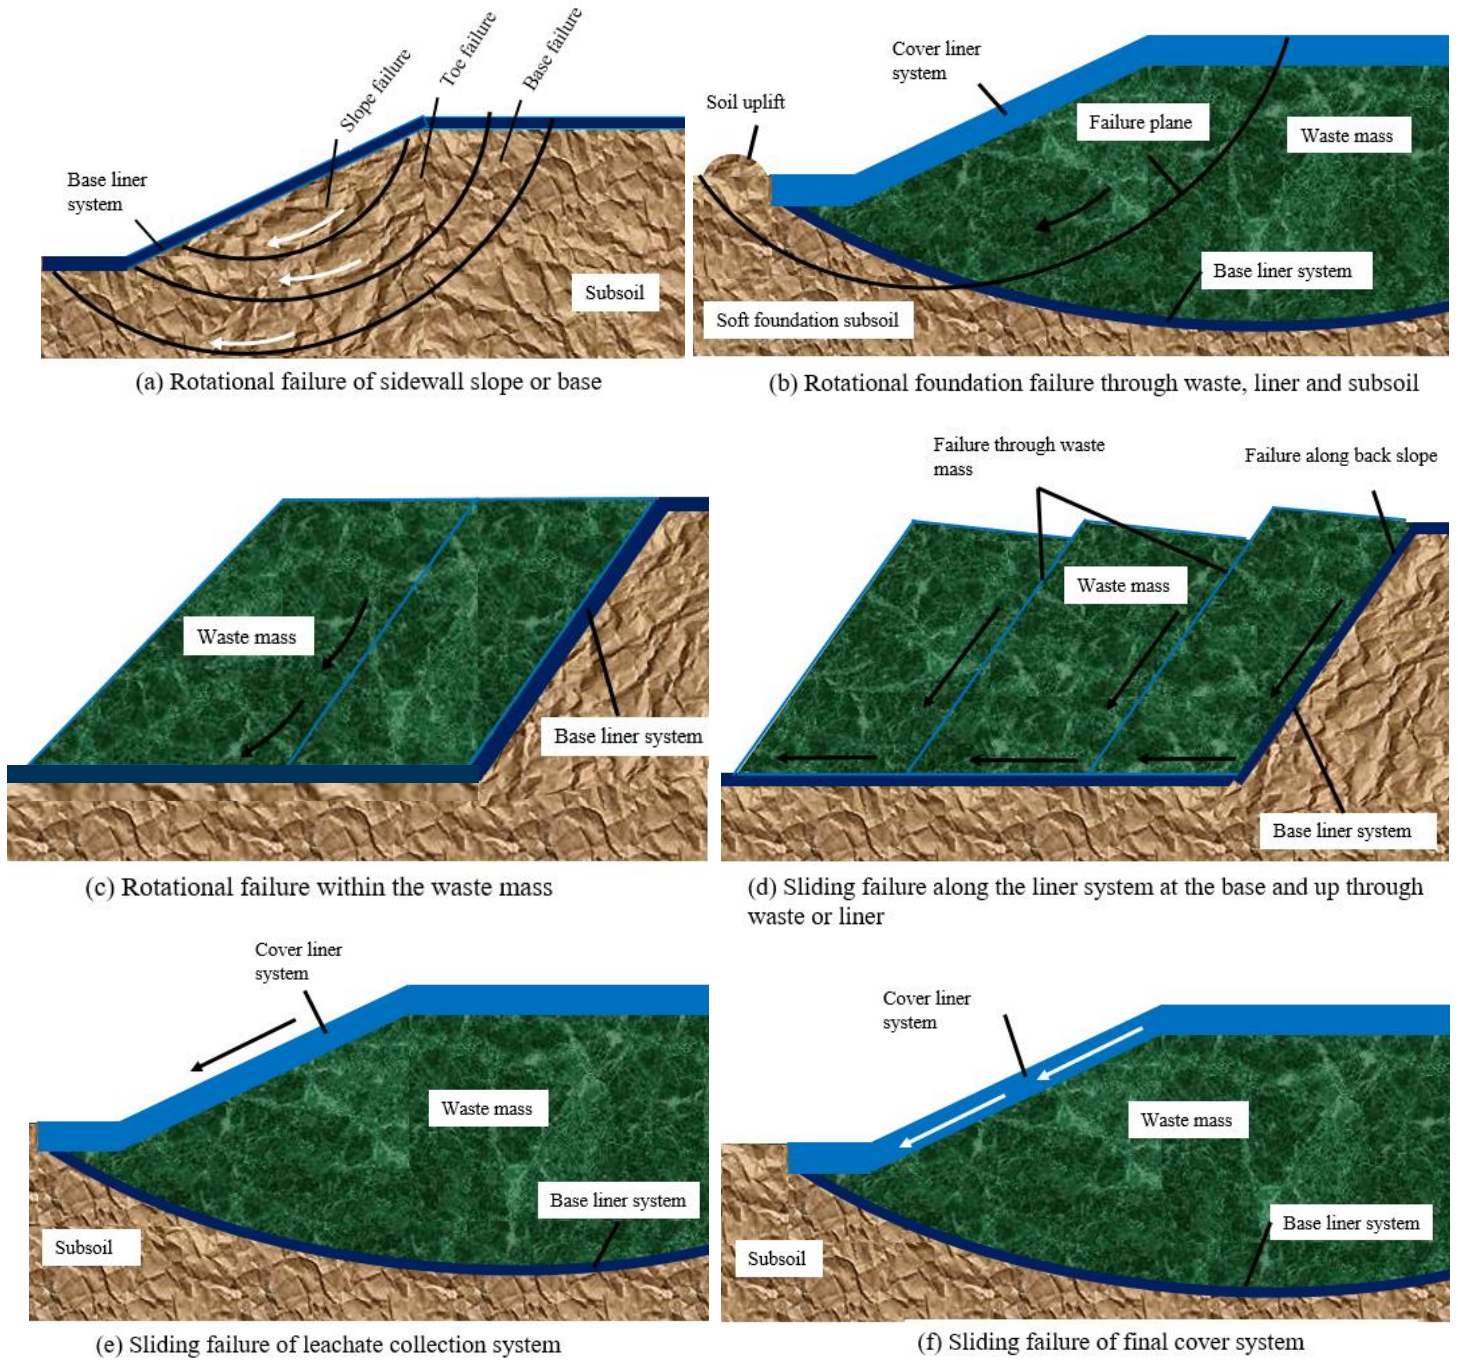 Slope failure
Toe failure
Base failure
Base liner
system
Subsoil
(a) Rotational failure of sidewall slope or base
Cover liner
system
Soil uplift
Failure plane
Waste mass
Base liner system
Soft foundation subsoil
(b) Rotational foundation failure through waste, liner and subsoil
Waste mass
Base liner system
(c) Rotational failure within the waste mass
Failure through waste
mass
Failure along back slope
Waste mass
Base liner system
(d) Sliding failure along the liner system at the base and up through
waste or liner
Cover liner
system
Waste mass
Base liner system
Subsoil
(e) Sliding failure of leachate collection system
Cover liner
system
Waste mass
Base liner system
Subsoil
(f) Sliding failure of final cover system